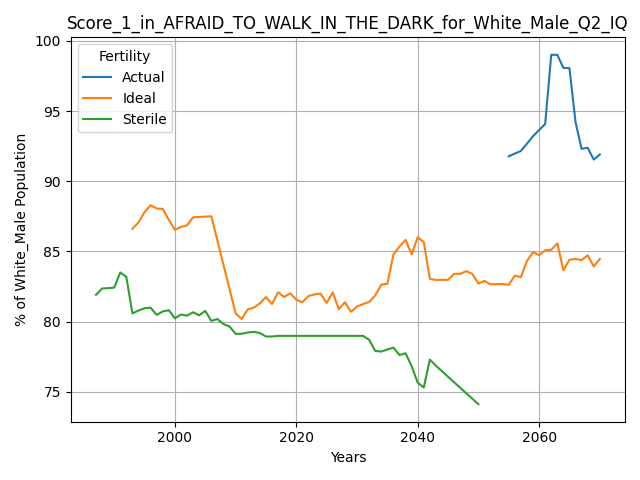 Score_1_in_AFRAID_TO_WALK_IN_THE_DARK_for_White_Male_Q2_IQ
Fertility
Actual
Ideal
Sterile
% of White_Male Population
100
95
90
85
80
75
2000
2020
2040
2060
Years